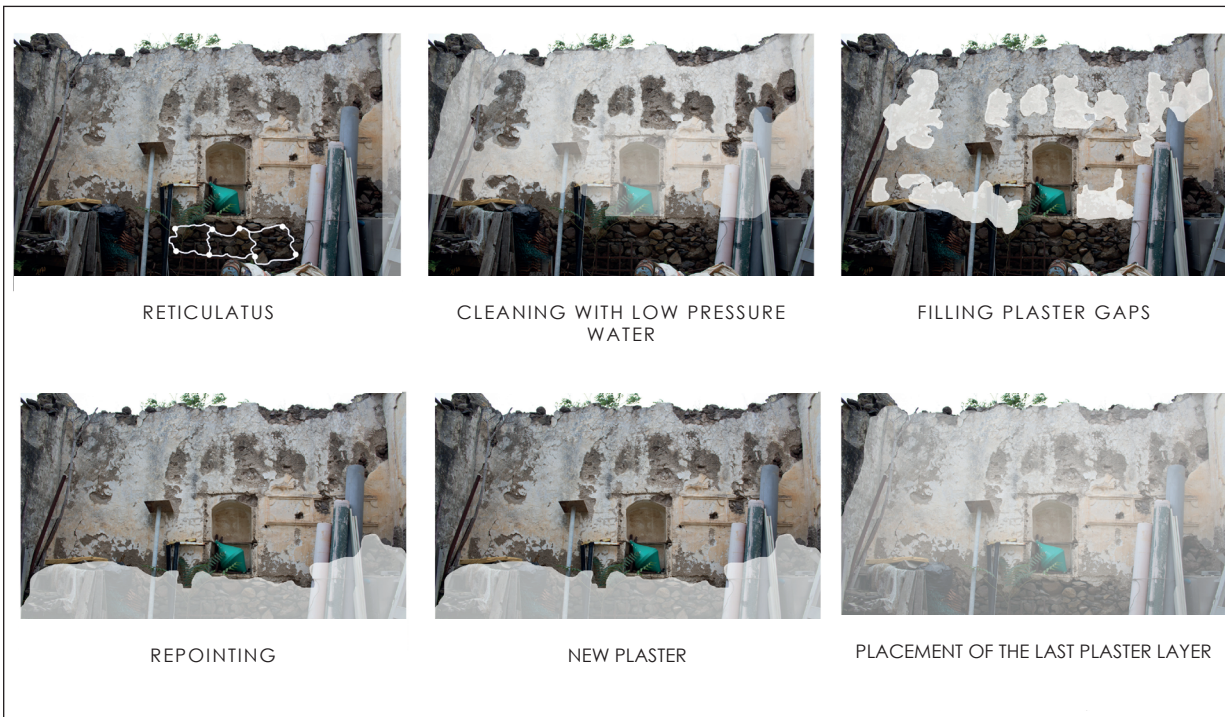 RETICULATUS
CLEANING WITH LOW PRESSURE
WATER
FILLING PLASTER GAPS
REPOINTING
NEW PLASTER
PLACEMENT OF THE LAST PLASTER LAYER